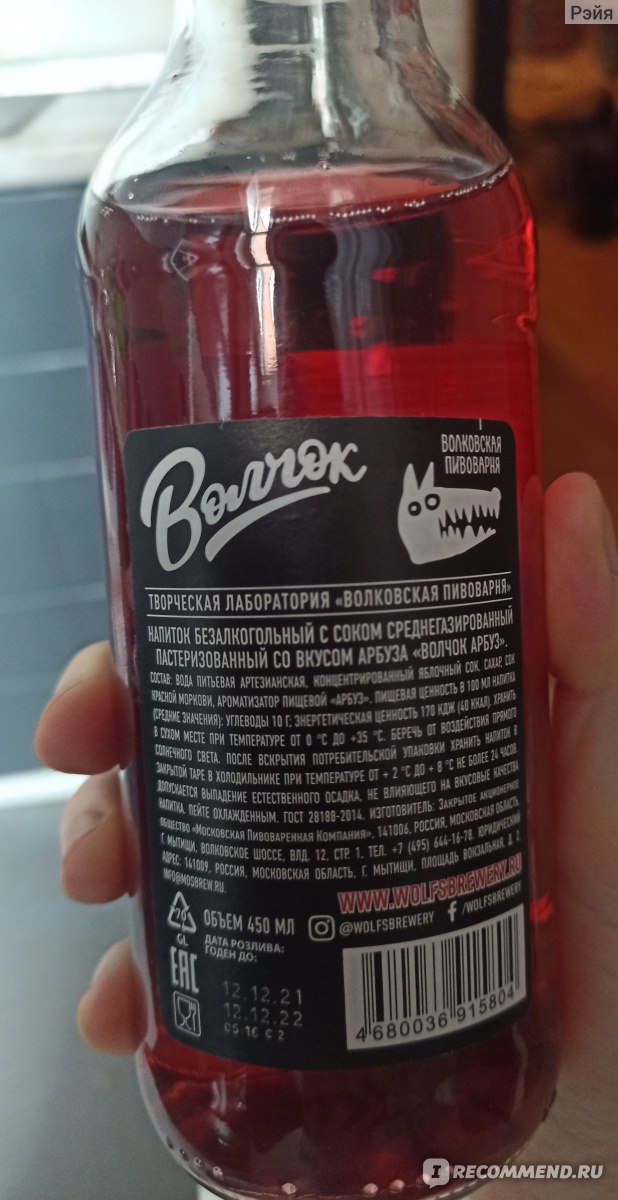 Рэйя
Волчок
ВОЛКОВСКАЯ
ПИВОВАРНЯ
ТВОРЧЕСКАЯ ЛАБОРАТОРИЯ «ВОЛКОВСКАЯ ПИВОВАРНЯ»
НАПИТОК БЕЗАЛКОГОЛЬНЫЙ С СОКОМ СРЕДНЕГАЗИРОВАННЫЙ
ПАСТЕРИЗОВАННЫЙ СО ВКУСОМ АРБУЗА «ВОЛЧОК АРБУЗ».
СОСТАВ: ВОДА ПИТЬЕВАЯ АРТЕЗИАНСКАЯ, КОНЦЕНТРИРОВАННЫЙ ЯБЛОЧНЫЙ СОК, САХАР, СОК
КРАСНОЙ МОРКОВИ, АРОМАТИЗАТОР ПИЩЕВОЙ «АРБУЗ». ПИЩЕВАЯ ЦЕННОСТЬ В 100 МЛ НАПИТКА
(СРЕДНИЕ ЗНАЧЕНИЯ): УГЛЕВОДЫ 10 Г; ЭНЕРГЕТИЧЕСКАЯ ЦЕННОСТЬ 170 КДЖ (40 ККАЛ). ХРАНИТЬ
В СУХОМ МЕСТЕ ПРИ ТЕМПЕРАТУРЕ ОТ 0 °С ДО +35 °С. БЕРЕЧЬ ОТ ВОЗДЕЙСТВИЯ ПРЯМОГО
СОЛНЕЧНОГО СВЕТА. ПОСЛЕ ВСКРЫТИЯ ПОТРЕБИТЕЛЬСКОЙ УПАКОВКИ ХРАНИТЬ НАПИТОК В
ЗАКРЫТОЙ ТАРЕ В ХОЛОДИЛЬНИКЕ ПРИ ТЕМПЕРАТУРЕ ОТ + 2 °С ДО + 8 °С НЕ БОЛЕЕ 24 ЧАСОВ.
ДОПУСКАЕТСЯ ВЫПАДЕНИЕ ЕСТЕСТВЕННОГО ОСАДКА, НЕ ВЛИЯЮЩЕГО НА ВКУСОВЫЕ КАЧЕСТВА
НАПИТКА. ПЕЙТЕ ОХЛАЖДЕННЫМ. ГОСТ 28188-2014. ИЗГОТОВИТЕЛЬ: ЗАКРЫТОЕ АКЦИОНЕРНОЕ
ОБЩЕСТВО «МОСКОВСКАЯ ПИВОВАРЕННАЯ КОМПАНИЯ», 141006, РОССИЯ, МОСКОВСКАЯ ОБЛАСТЬ,
Г. МЫТИЩИ, ВОЛКОВСКОЕ ШОССЕ, ВЛД. 12, СТР. 1, ТЕЛ. +7 (495) 644-16-78. ЮРИДИЧЕСКИЙ
АДРЕС: 141009, РОССИЯ, МОСКОВСКАЯ ОБЛАСТЬ, Г. МЫТИЩИ, ПЛОЩАДЬ ВОКЗАЛЬНАЯ, Д. 2.
INFO@MOSBREW.RU.
WWW.WOLFSBREWERY.RU
@WOLFSBREWERY /WOLFSBREWERY
70
GL
ОБЪЕМ 450 МЛ
ДАТА РОЗЛИВА:
ГОДЕН ДО:
EAC
12.12.21
12.12.22
05 16 С 2
4 680036 915804
IRECOMMEND.RU